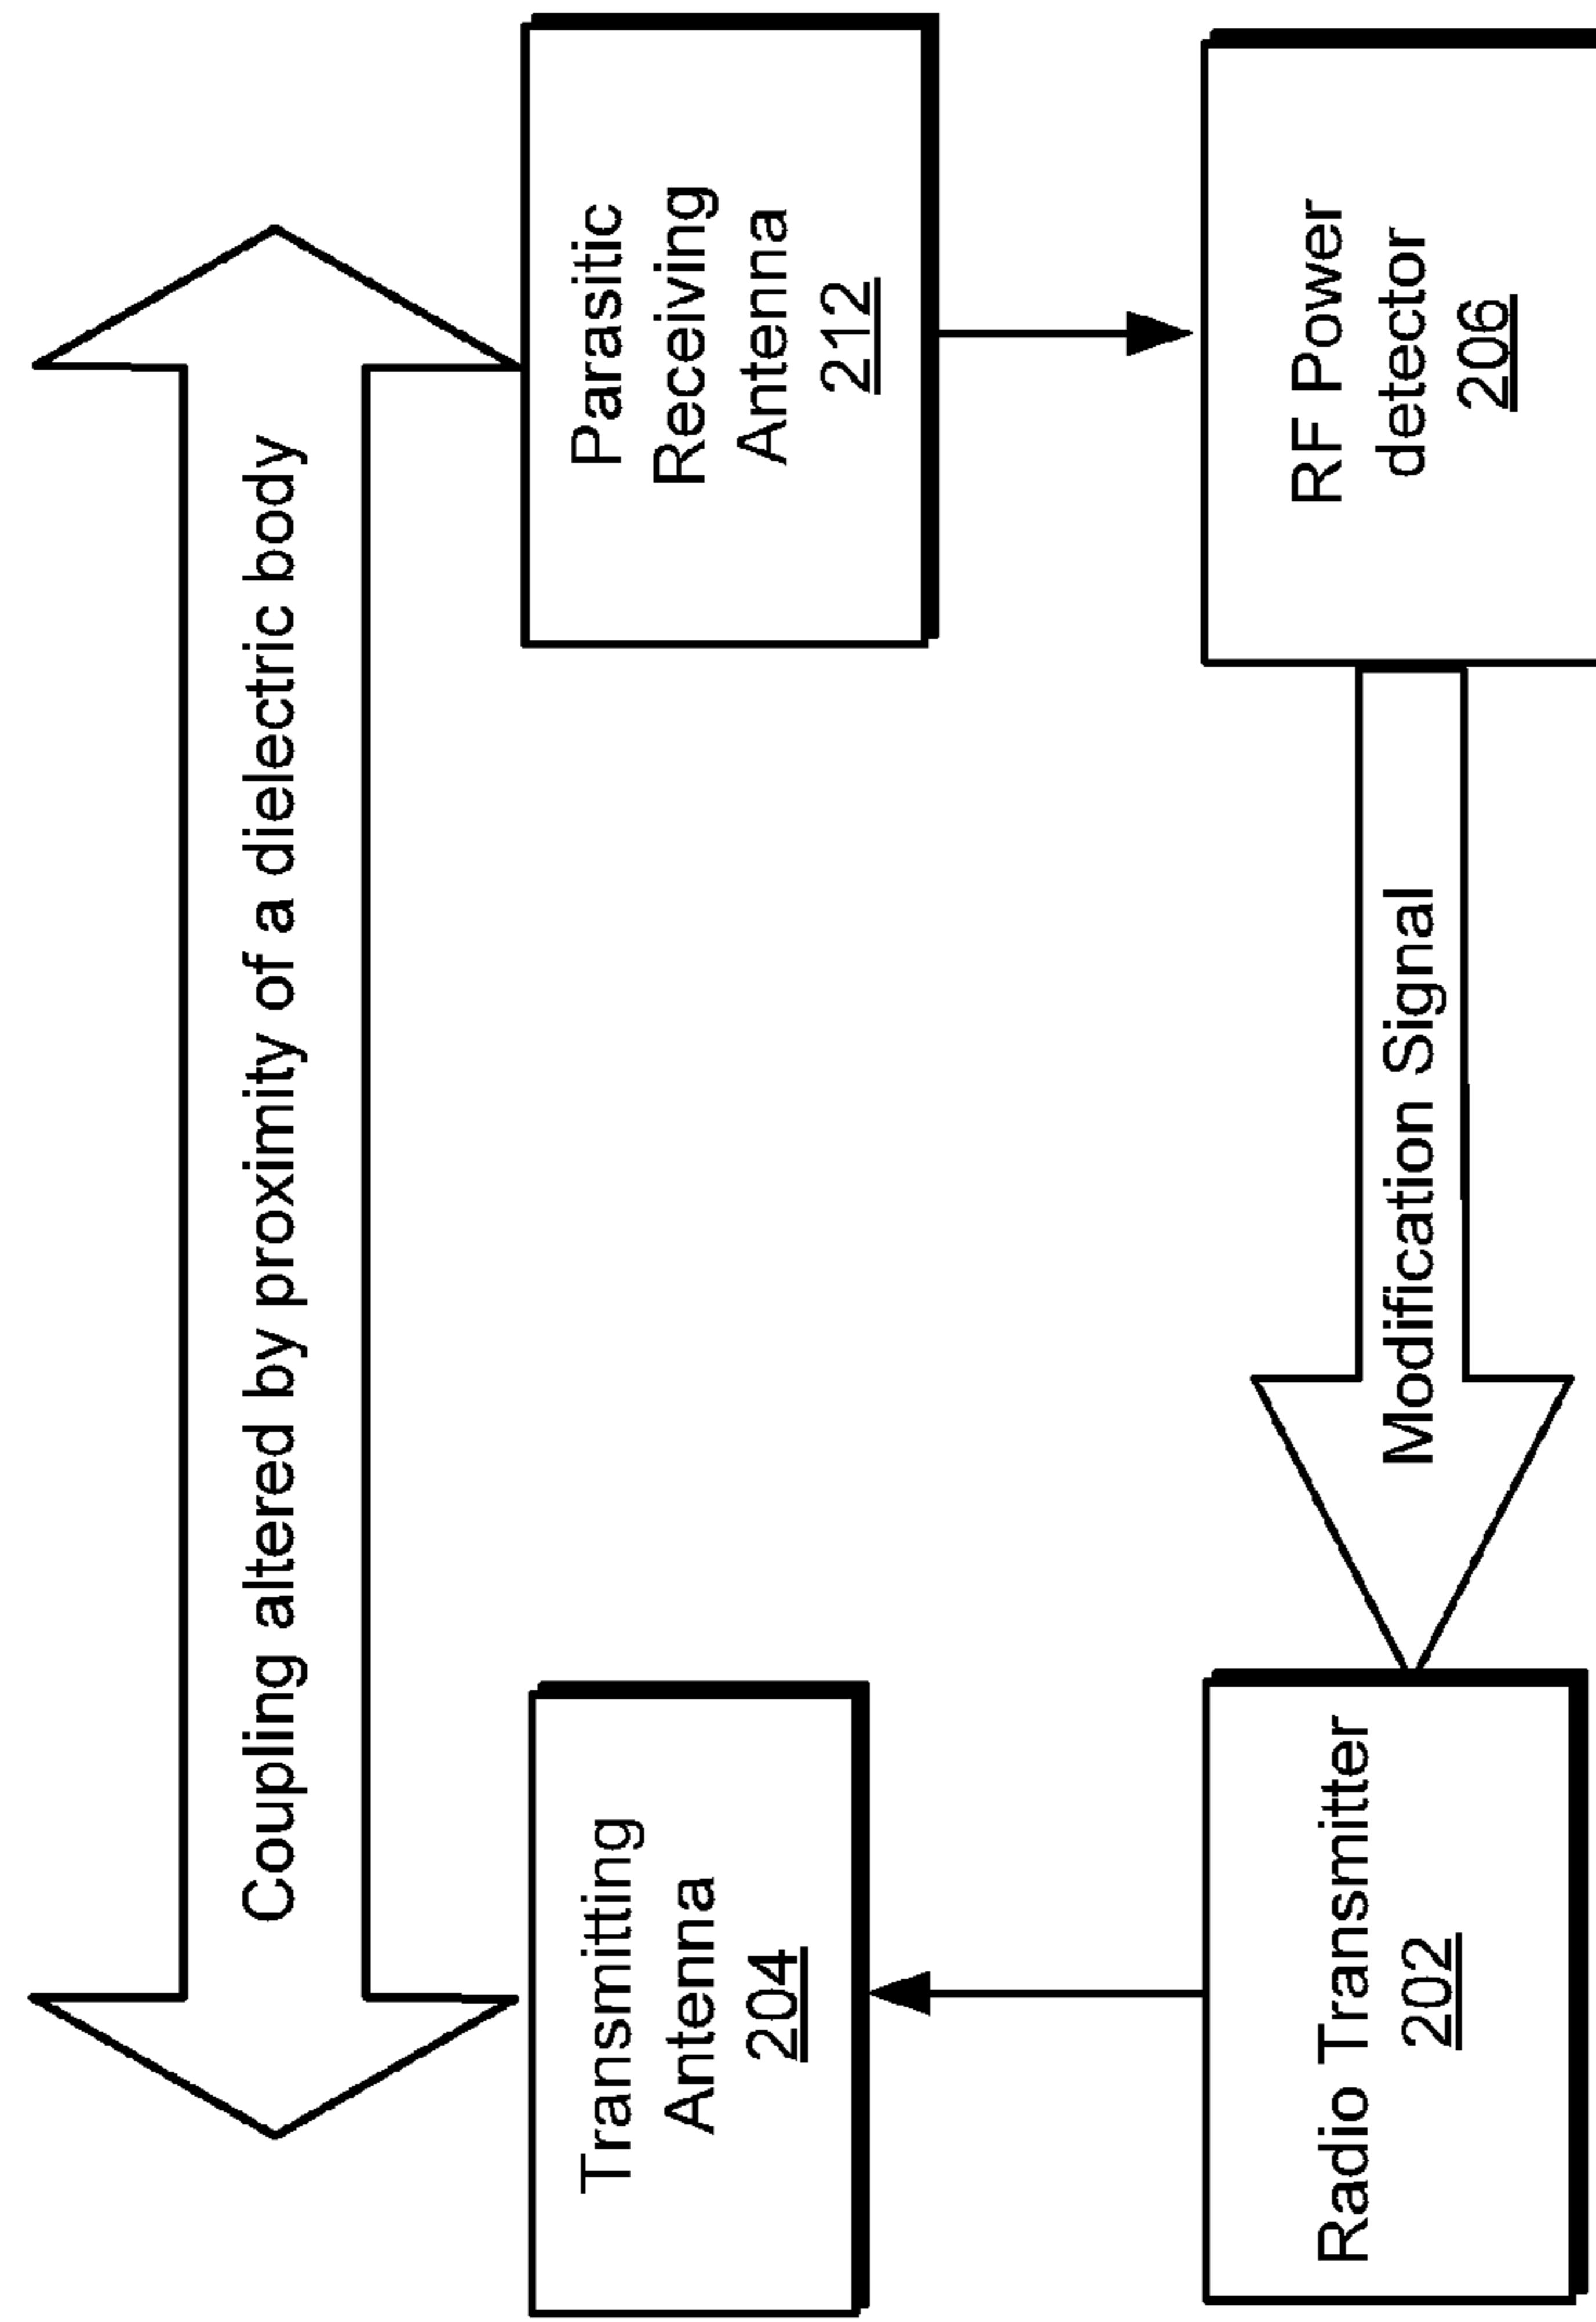 Coupling altered by proximity of a dielectric body
Transmitting
Antenna
204
Parasitic
Receiving
Antenna
212
Modification Signal
Radio Transmitter
202
RF Power
detector
206